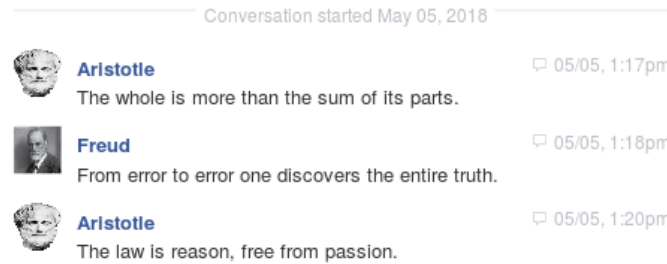 Conversation started May 05, 2018
Aristotle 05/05, 1:17pm
The whole is more than the sum of its parts.
Freud 05/05, 1:18pm
From error to error one discovers the entire truth.
Aristotle 05/05, 1:20pm
The law is reason, free from passion.